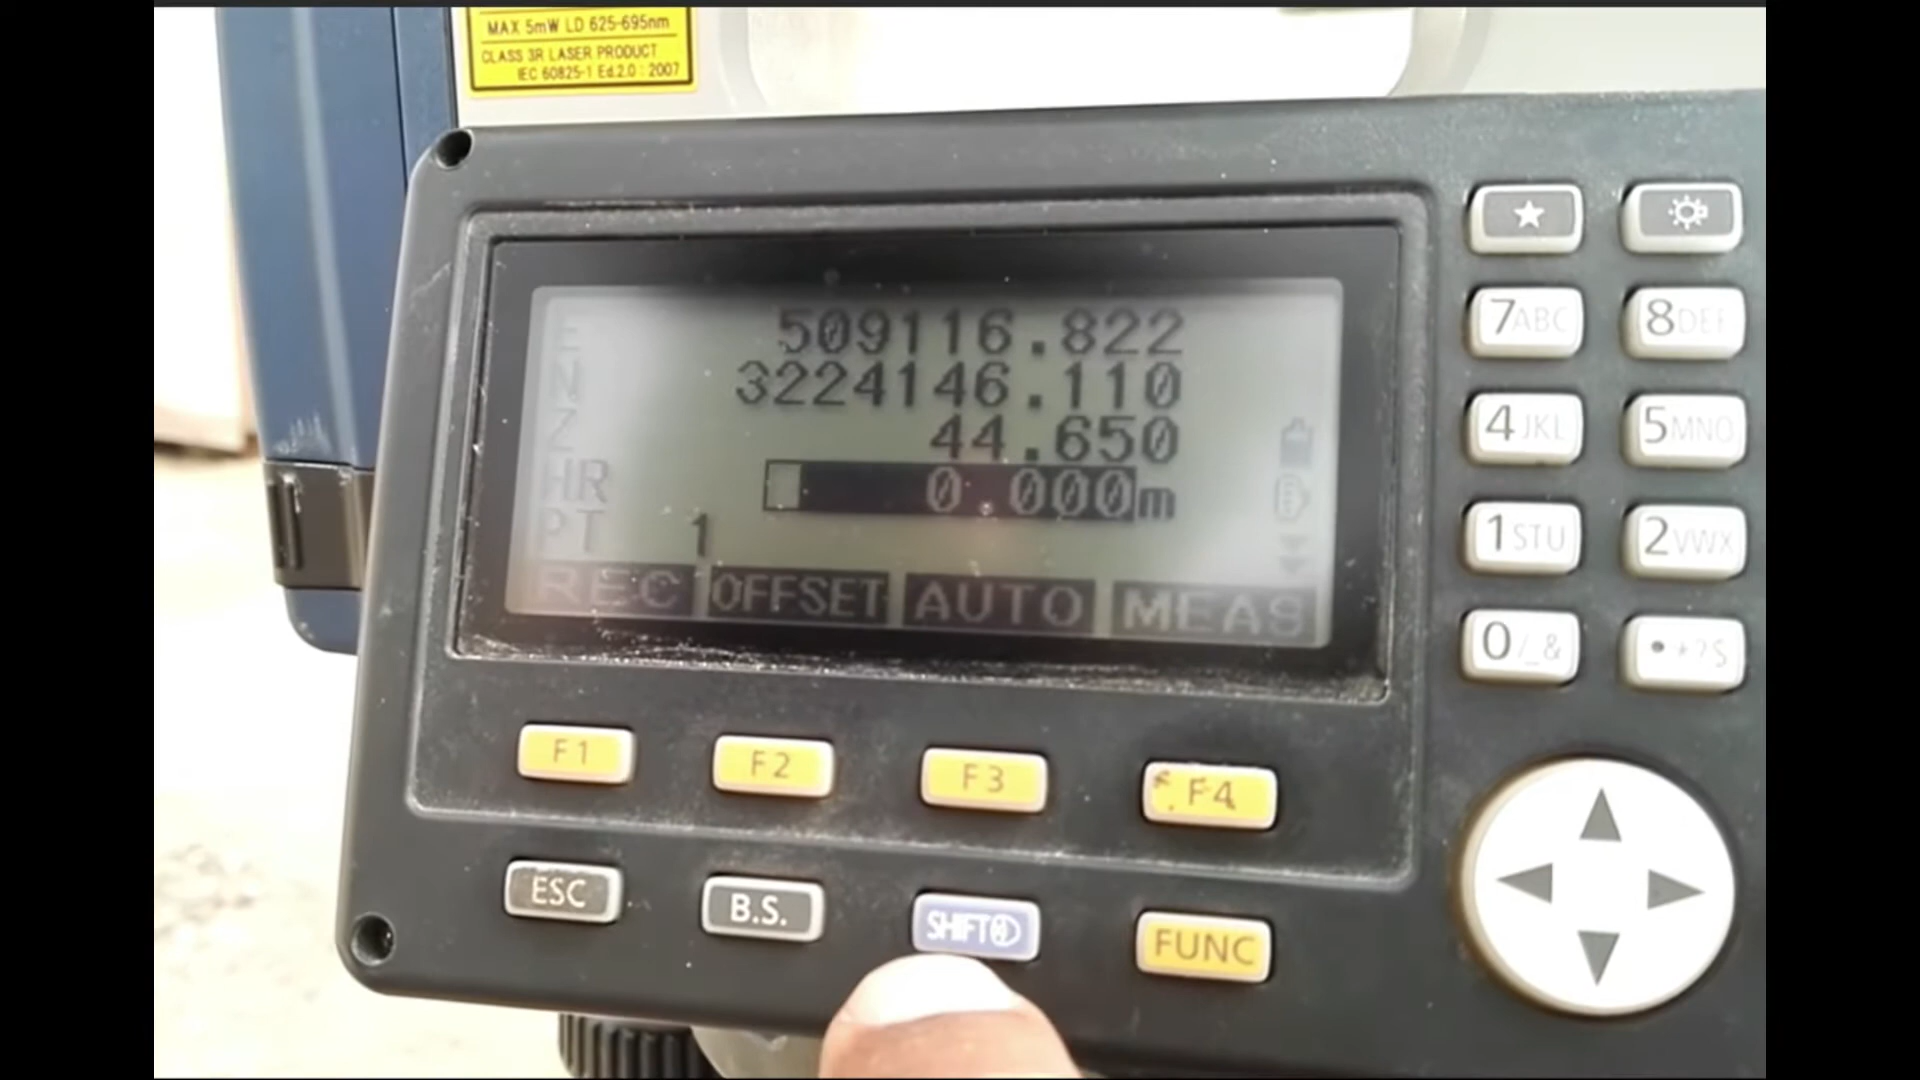 MAX 5mW LD 625-695nm
CLASS 3R LASER PRODUCT
IEC 60825-1 Ed.2.0 : 2007
E 509116.822
N 3224146.110
Z 44.650
HR 0.000m
PT 1
REC OFFSET AUTO MEAS
7ABC 8DEF
4JKL 5MNO
1STU 2VWX
0/_& .*?$
F1 F2 F3 F4
ESC B.S. SHIFT FUNC